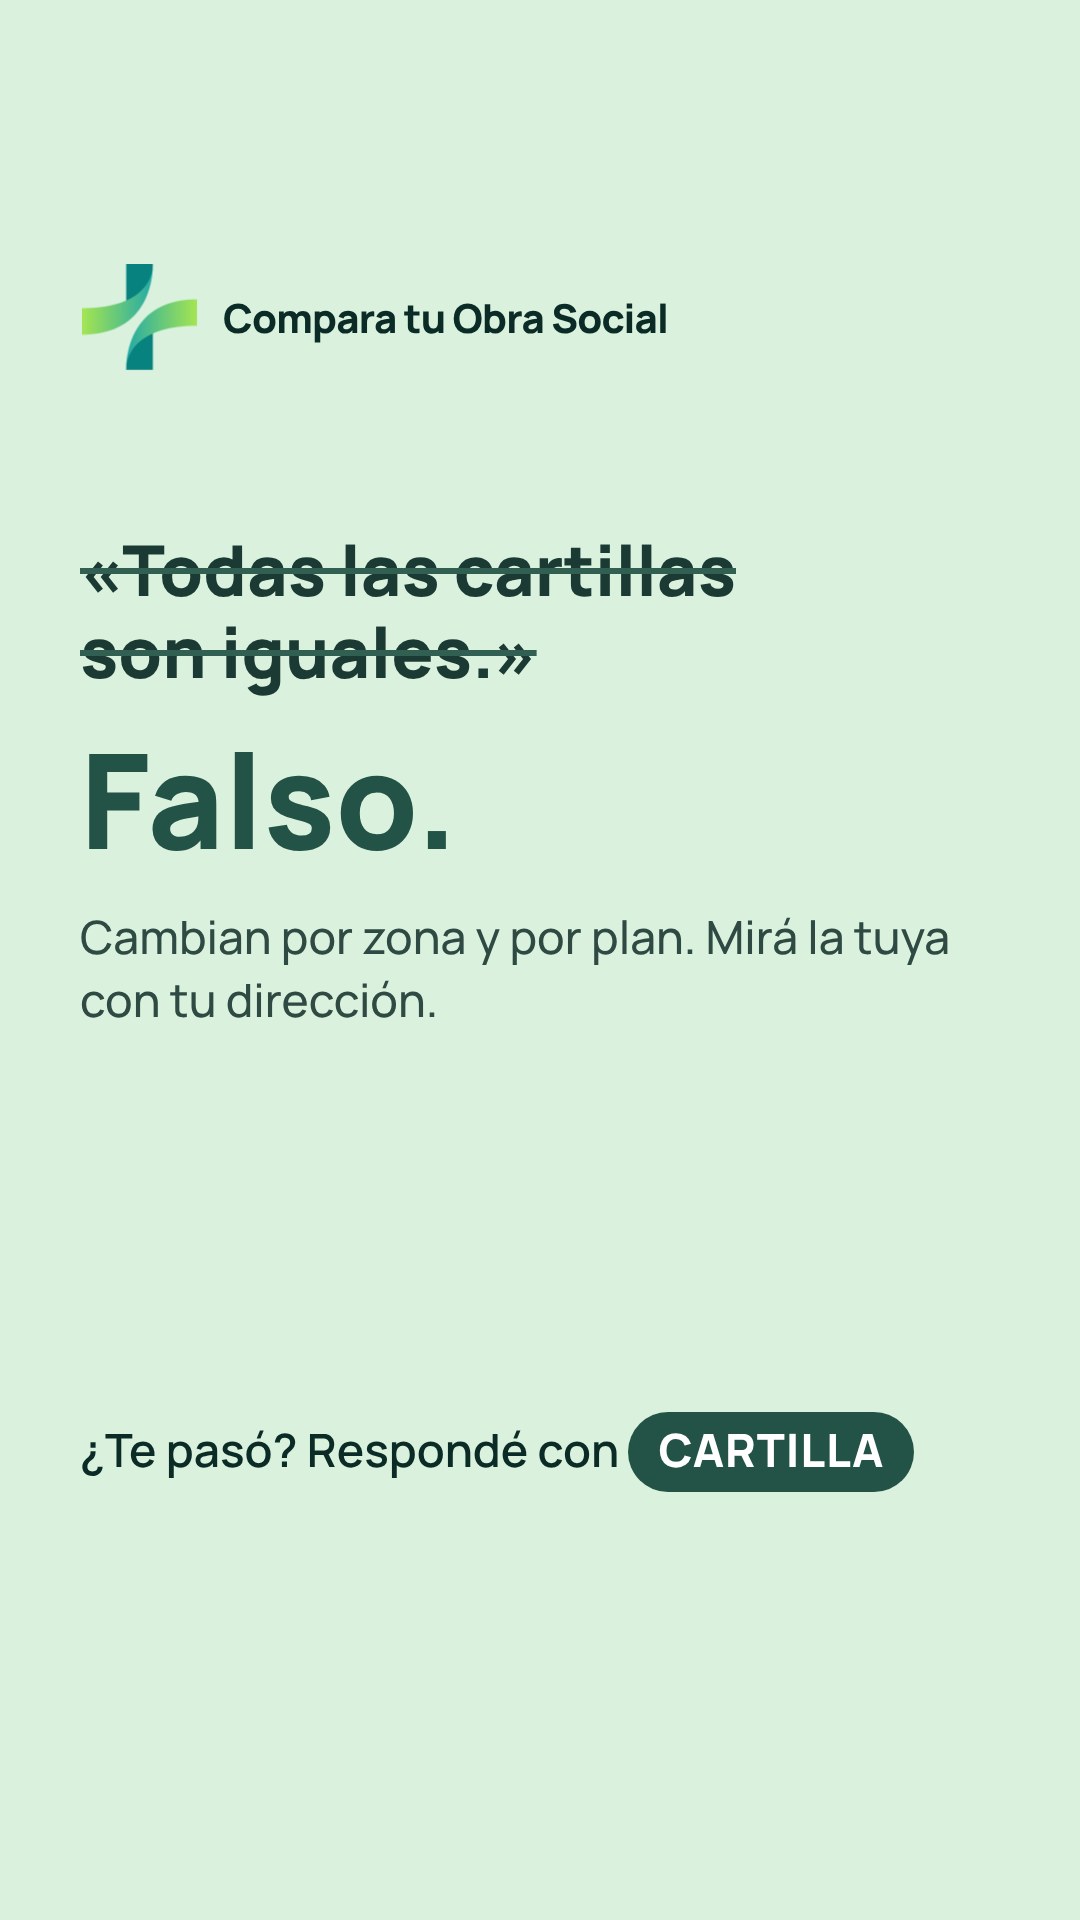 Compara tu Obra Social
«Todas las cartillas
son iguales.»
Falso.
Cambian por zona y por plan. Mirá la tuya
con tu dirección.
¿Te pasó? Respondé con CARTILLA